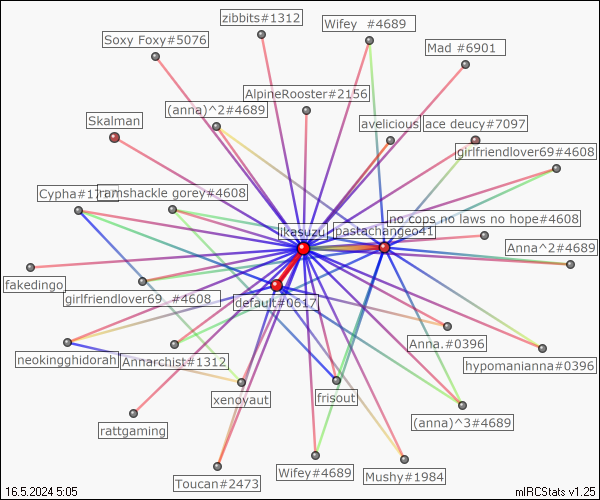 zibbits#1312
Wifey #4689
Soxy Foxy#5076
Mad #6901
AlpineRooster#2156
(anna)^2#4689
Skalman
avelicious
ace deucy#7097
girlfriendlover69#4608
Cypha#1
ramshackle gorey#4608
no cops no laws no hope#4608
ikasuzu
pastachangeo41
Anna^2#4689
fakedingo
girlfriendlover69_#4608
default#0617
neokingghidorah
Annarchist#1312
Anna.#0396
hypomanianna#0396
xenoyaut
frisout
(anna)^3#4689
rattgaming
Toucan#2473
Wifey#4689
Mushy#1984
16.5.2024 5:05
mIRCStats v1.25